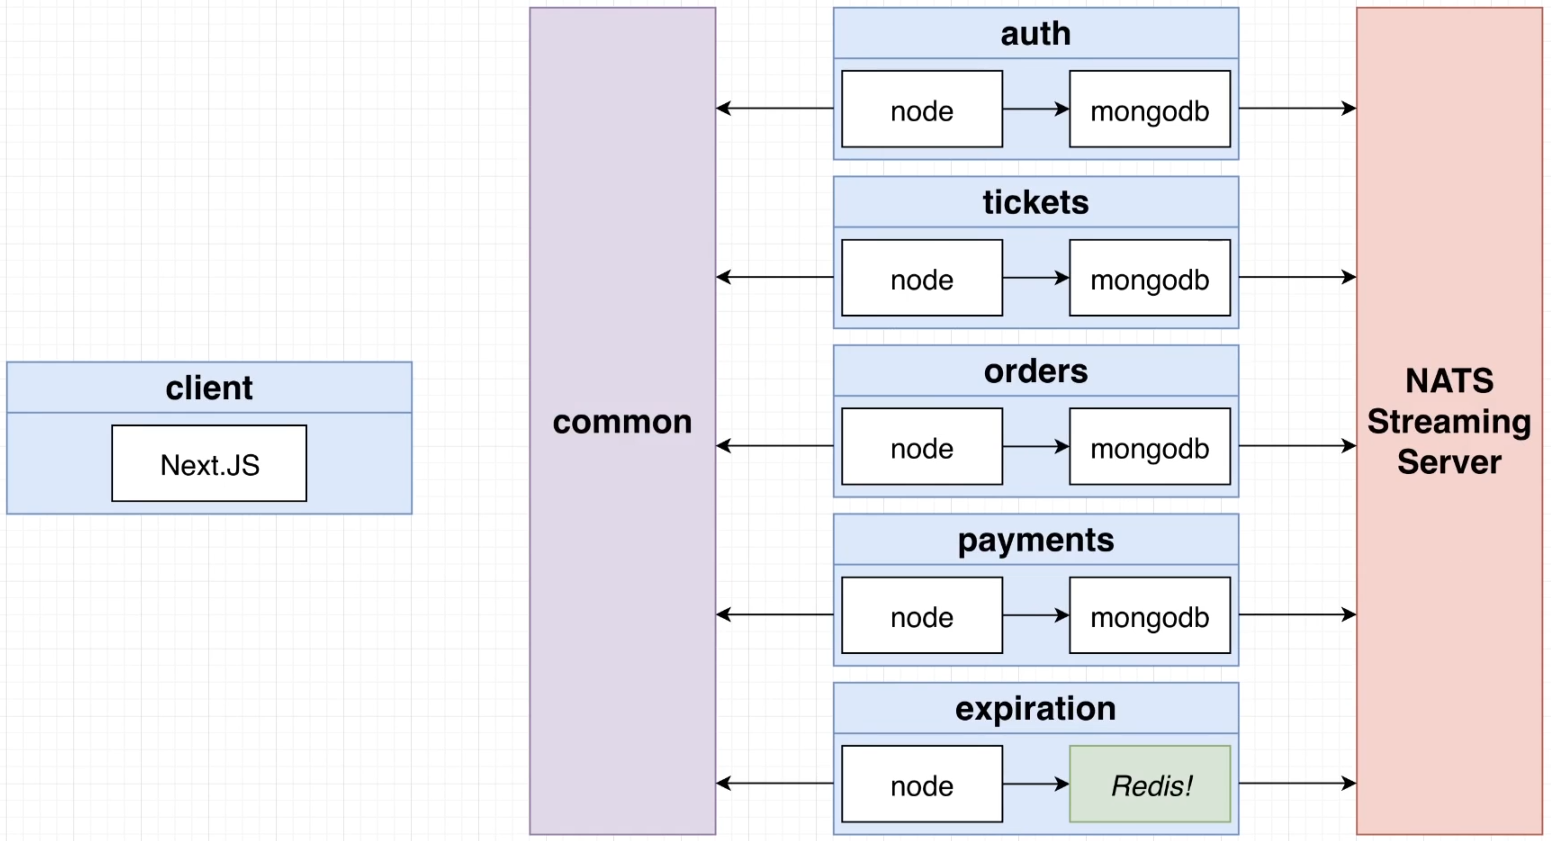 client
Next.JS
common
auth
node
mongodb
tickets
node
mongodb
orders
node
mongodb
payments
node
mongodb
expiration
node
Redis!
NATS
Streaming
Server